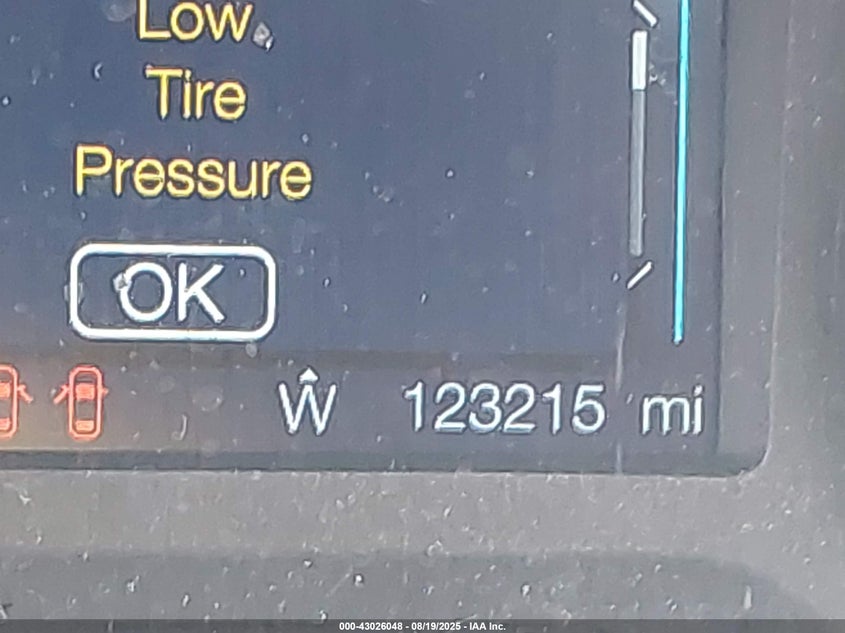 Low
Tire
Pressure
OK
W 123215 mi
000-43026048 - 08/19/2025 - IAA Inc.